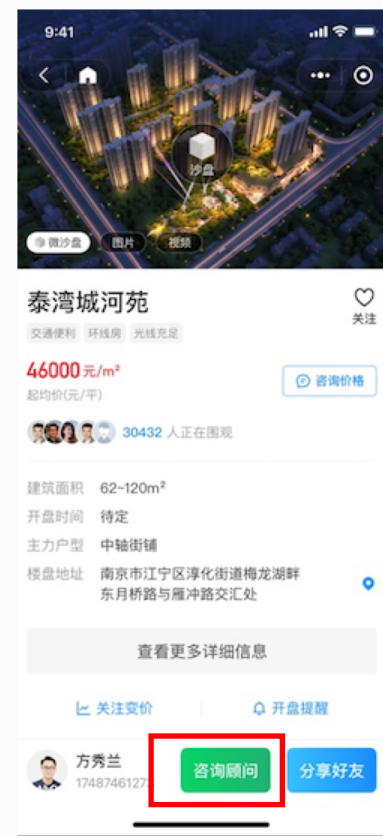 9:41
沙盘
微沙盘 图片 视频
泰湾城河苑
关注
交通便利 环线房 光线充足
46000元/m²
咨询价格
起均价(元/平)
30432 人正在围观
建筑面积 62~120m²
开盘时间 待定
主力户型 中轴街铺
楼盘地址 南京市江宁区淳化街道梅龙湖畔
东月桥路与雁冲路交汇处
查看更多详细信息
关注变价 开盘提醒
方秀兰
1748746127
咨询顾问
分享好友